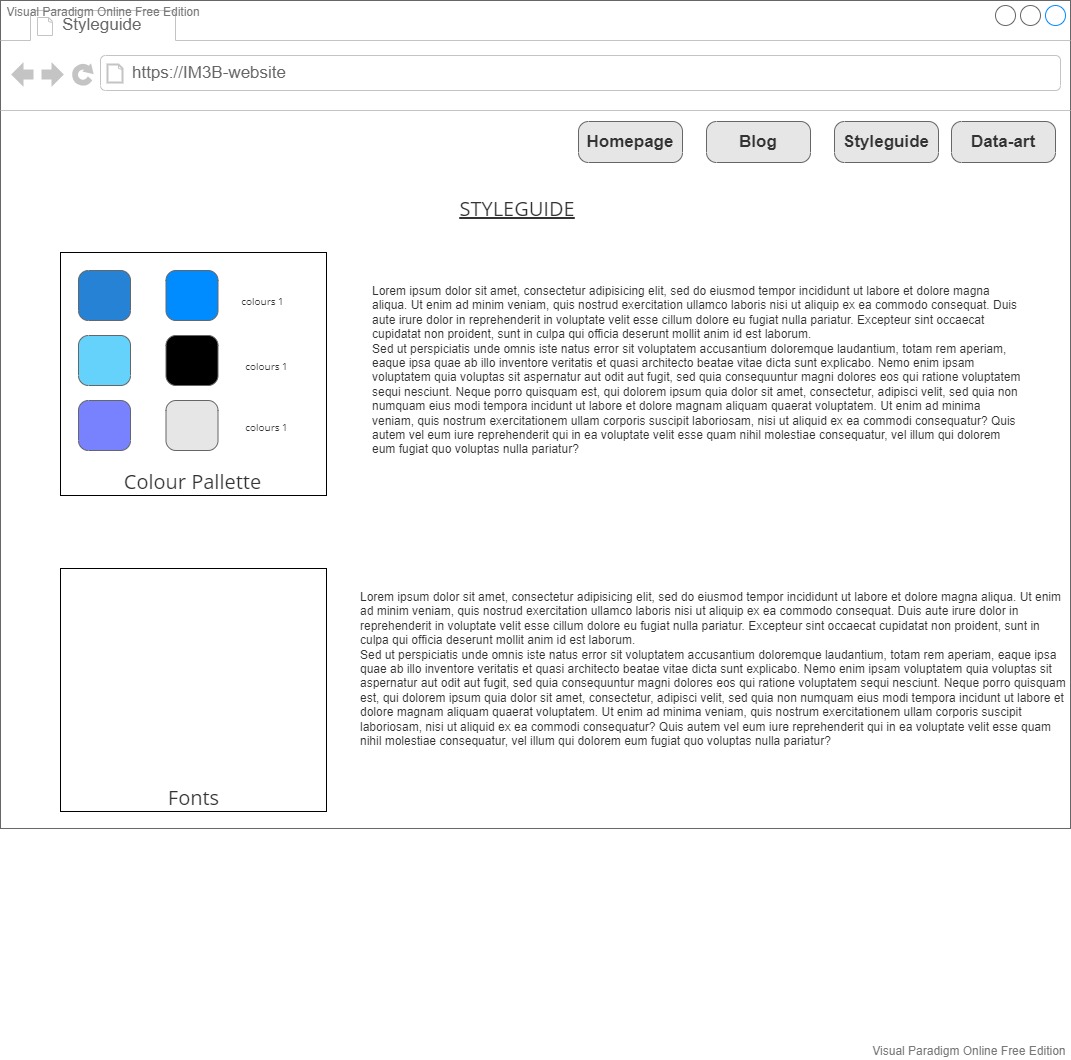 Visual Paradigm Online Free Edition
Styleguide
https://IM3B-website
Homepage Blog Styleguide Data-art
STYLEGUIDE
colours 1
colours 1
colours 1
Colour Pallette
Lorem ipsum dolor sit amet, consectetur adipisicing elit, sed do eiusmod tempor incididunt ut labore et dolore magna
aliqua. Ut enim ad minim veniam, quis nostrud exercitation ullamco laboris nisi ut aliquip ex ea commodo consequat. Duis
aute irure dolor in reprehenderit in voluptate velit esse cillum dolore eu fugiat nulla pariatur. Excepteur sint occaecat
cupidatat non proident, sunt in culpa qui officia deserunt mollit anim id est laborum.
Sed ut perspiciatis unde omnis iste natus error sit voluptatem accusantium doloremque laudantium, totam rem aperiam,
eaque ipsa quae ab illo inventore veritatis et quasi architecto beatae vitae dicta sunt explicabo. Nemo enim ipsam
voluptatem quia voluptas sit aspernatur aut odit aut fugit, sed quia consequuntur magni dolores eos qui ratione voluptatem
sequi nesciunt. Neque porro quisquam est, qui dolorem ipsum quia dolor sit amet, consectetur, adipisci velit, sed quia non
numquam eius modi tempora incidunt ut labore et dolore magnam aliquam quaerat voluptatem. Ut enim ad minima
veniam, quis nostrum exercitationem ullam corporis suscipit laboriosam, nisi ut aliquid ex ea commodi consequatur? Quis
autem vel eum iure reprehenderit qui in ea voluptate velit esse quam nihil molestiae consequatur, vel illum qui dolorem
eum fugiat quo voluptas nulla pariatur?
Fonts
Lorem ipsum dolor sit amet, consectetur adipisicing elit, sed do eiusmod tempor incididunt ut labore et dolore magna aliqua. Ut enim
ad minim veniam, quis nostrud exercitation ullamco laboris nisi ut aliquip ex ea commodo consequat. Duis aute irure dolor in
reprehenderit in voluptate velit esse cillum dolore eu fugiat nulla pariatur. Excepteur sint occaecat cupidatat non proident, sunt in
culpa qui officia deserunt mollit anim id est laborum.
Sed ut perspiciatis unde omnis iste natus error sit voluptatem accusantium doloremque laudantium, totam rem aperiam, eaque ipsa
quae ab illo inventore veritatis et quasi architecto beatae vitae dicta sunt explicabo. Nemo enim ipsam voluptatem quia voluptas sit
aspernatur aut odit aut fugit, sed quia consequuntur magni dolores eos qui ratione voluptatem sequi nesciunt. Neque porro quisquam
est, qui dolorem ipsum quia dolor sit amet, consectetur, adipisci velit, sed quia non numquam eius modi tempora incidunt ut labore et
dolore magnam aliquam quaerat voluptatem. Ut enim ad minima veniam, quis nostrum exercitationem ullam corporis suscipit
laboriosam, nisi ut aliquid ex ea commodi consequatur? Quis autem vel eum iure reprehenderit qui in ea voluptate velit esse quam
nihil molestiae consequatur, vel illum qui dolorem eum fugiat quo voluptas nulla pariatur?
Visual Paradigm Online Free Edition